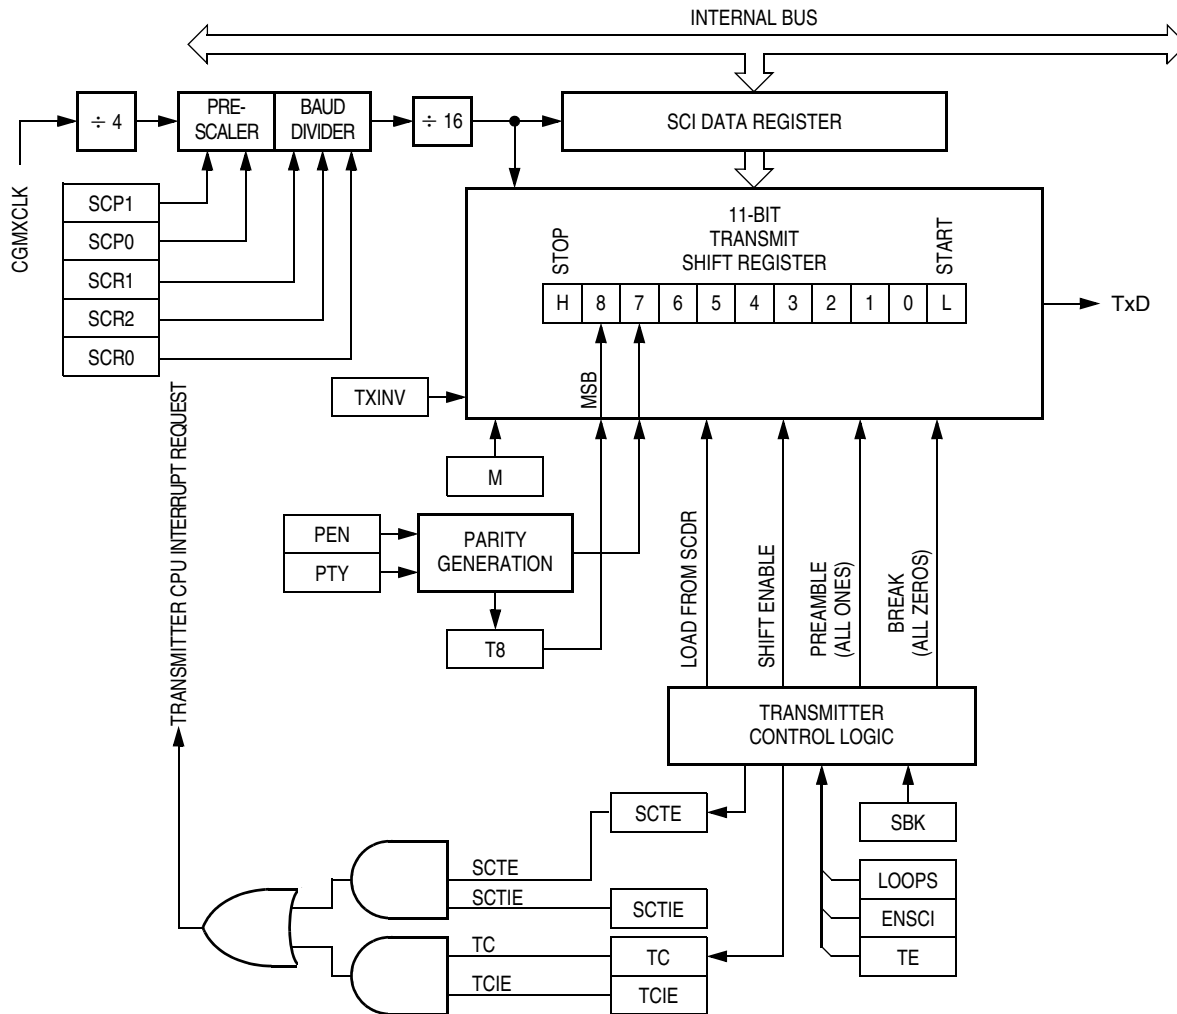 INTERNAL BUS
÷ 4
PRE-
SCALER
BAUD
DIVIDER
÷ 16
SCI DATA REGISTER
CGMXCLK
SCP1
SCP0
SCR1
SCR2
SCR0
11-BIT
TRANSMIT
SHIFT REGISTER
STOP
START
H 8 7 6 5 4 3 2 1 0 L
TxD
MSB
TXINV
M
PEN
PTY
PARITY
GENERATION
T8
LOAD FROM SCDR
SHIFT ENABLE
PREAMBLE
(ALL ONES)
BREAK
(ALL ZEROS)
TRANSMITTER CPU INTERRUPT REQUEST
TRANSMITTER
CONTROL LOGIC
SCTE
SBK
SCTE
SCTIE
SCTIE
LOOPS
ENSCI
TE
TC
TC
TCIE
TCIE